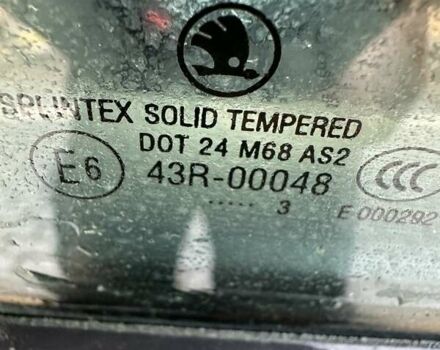 SPLINTEX SOLID TEMPERED
DOT 24 M68 AS2
E6 43R-00048 CCC
..... 3 E 000292